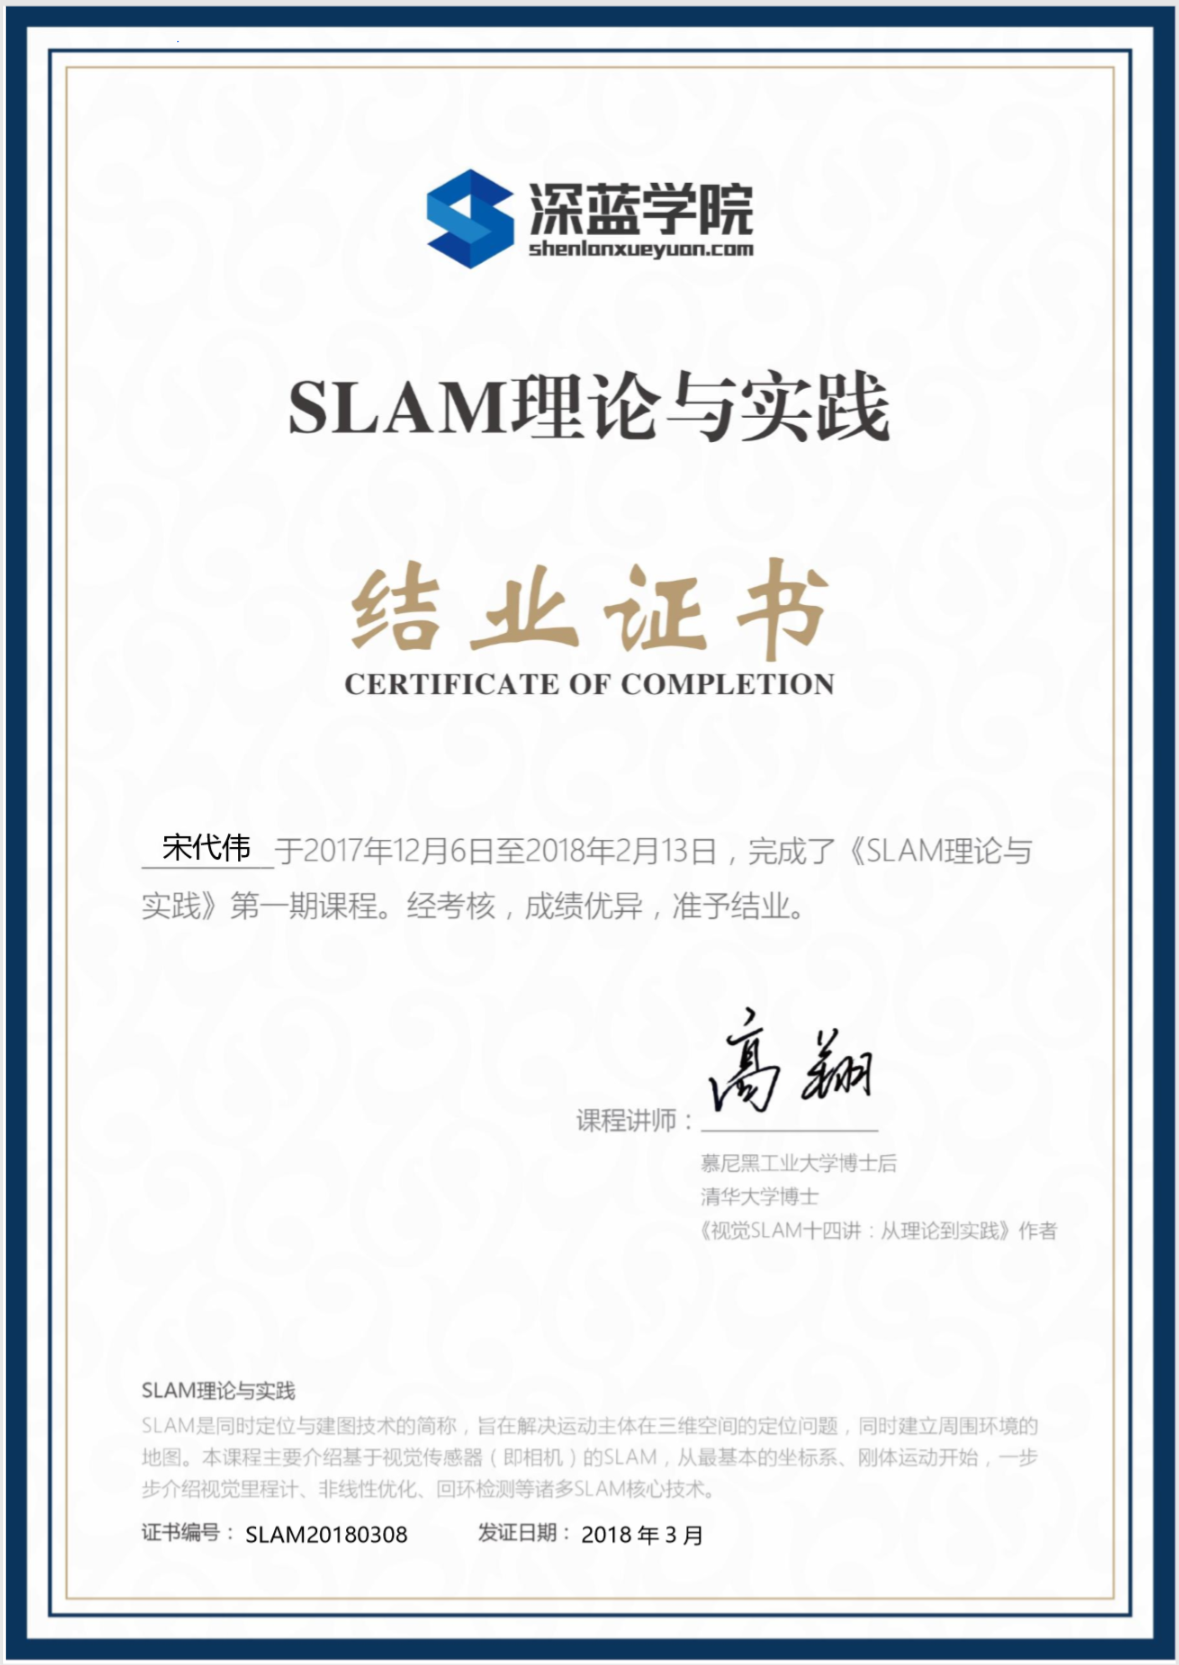 深蓝学院
shenlanxueyuan.com
SLAM理论与实践
结业证书
CERTIFICATE OF COMPLETION
宋代伟于2017年12月6日至2018年2月13日，完成了《SLAM理论与
实践》第一期课程。经考核，成绩优异，准予结业。
高翔
课程讲师：
慕尼黑工业大学博士后
清华大学博士
《视觉SLAM十四讲：从理论到实践》作者
SLAM理论与实践
SLAM是同时定位与建图技术的简称，旨在解决运动主体在三维空间的定位问题，同时建立周围环境的
地图。本课程主要介绍基于视觉传感器（即相机）的SLAM，从最基本的坐标系、刚体运动开始，一步
步介绍视觉里程计、非线性优化、回环检测等诸多SLAM核心技术。
证书编号： SLAM20180308 发证日期： 2018 年 3 月